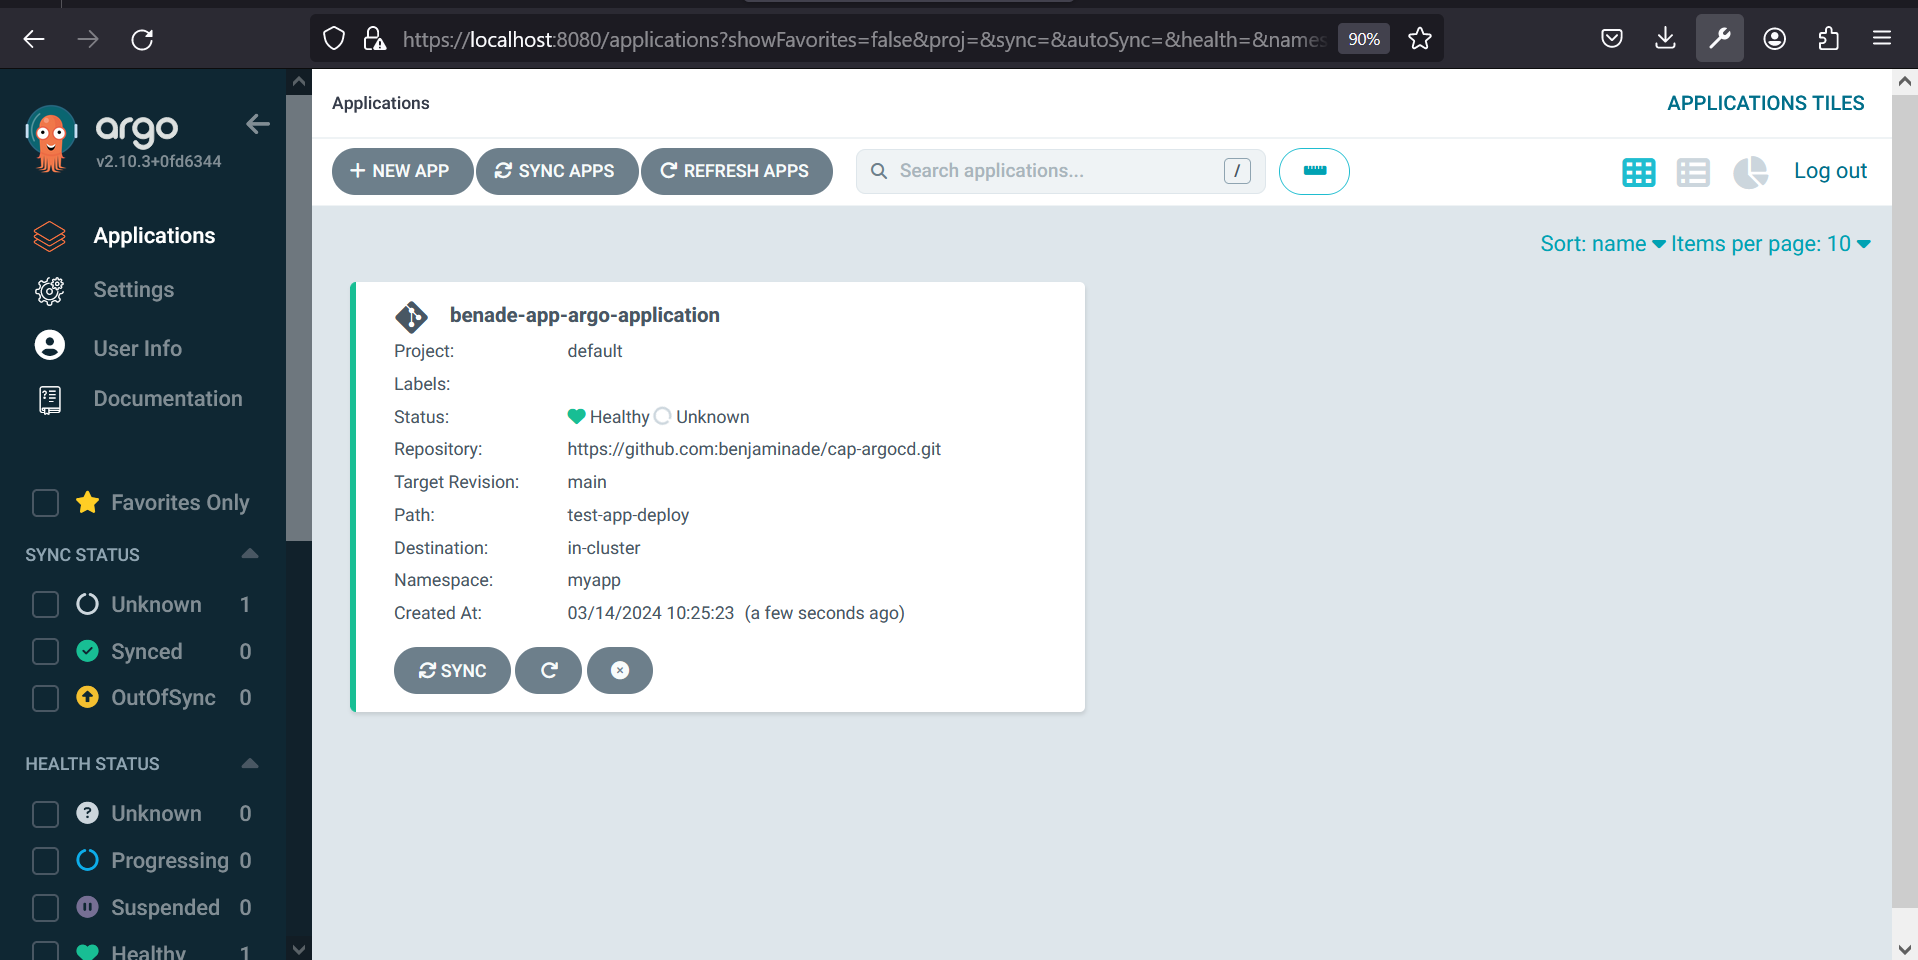 https://localhost:8080/applications?showFavorites=false&proj=&sync=&autoSync=&health=&names
90%
argo
v2.10.3+0fd6344
Applications
Settings
User Info
Documentation
Favorites Only
SYNC STATUS
Unknown 1
Synced 0
OutOfSync 0
HEALTH STATUS
Unknown 0
Progressing 0
Suspended 0
Healthy 1
Applications
APPLICATIONS TILES
+ NEW APP
SYNC APPS
REFRESH APPS
Search applications...
/
Log out
Sort: name
Items per page: 10
benade-app-argo-application
Project: default
Labels:
Status: Healthy Unknown
Repository: https://github.com:benjaminade/cap-argocd.git
Target Revision: main
Path: test-app-deploy
Destination: in-cluster
Namespace: myapp
Created At: 03/14/2024 10:25:23 (a few seconds ago)
SYNC